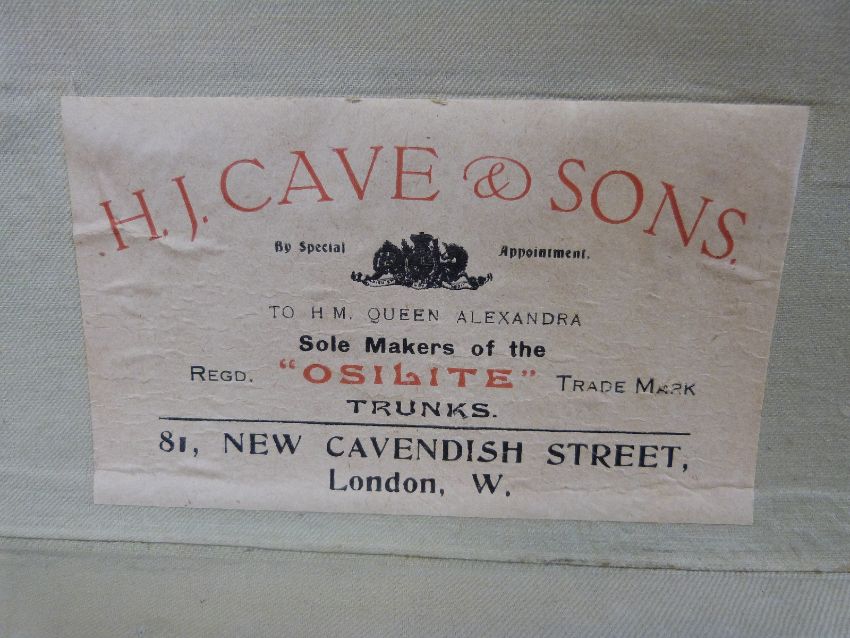 H.J. CAVE & SONS.
By Special Appointment.
TO H M. QUEEN ALEXANDRA
Sole Makers of the
REGD. "OSILITE" TRADE MARK
TRUNKS.
81, NEW CAVENDISH STREET,
London, W.